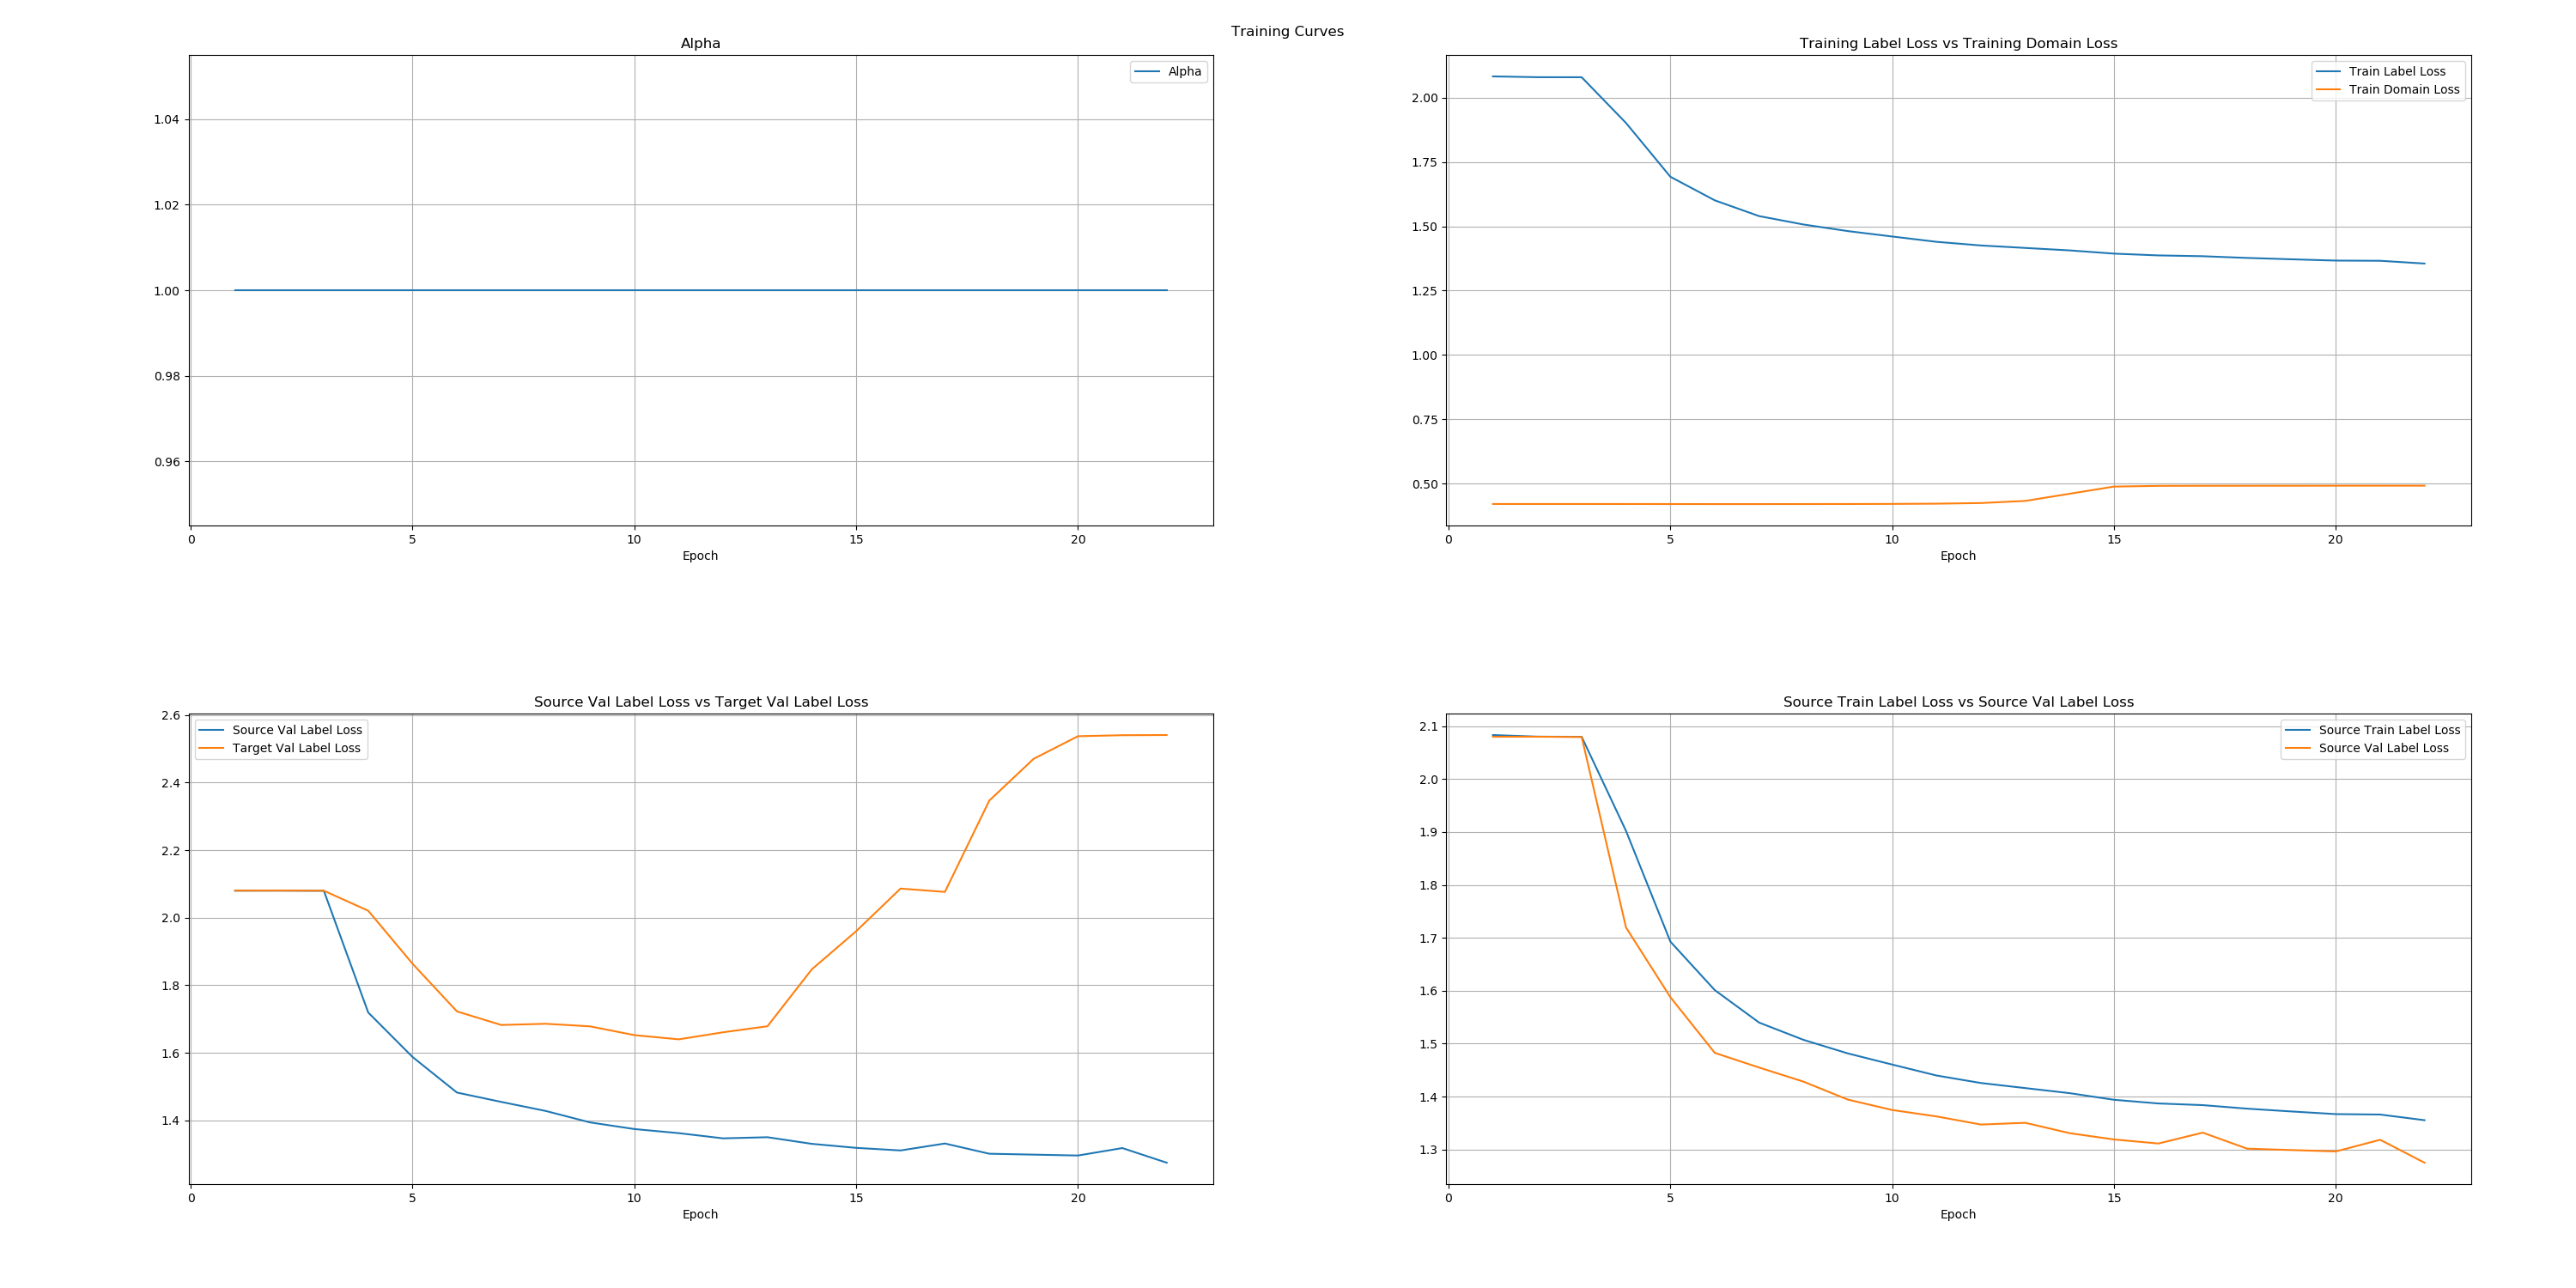 Training Curves
Alpha
Alpha
1.04
1.02
1.00
0.98
0.96
0 5 10 15 20
Epoch
Training Label Loss vs Training Domain Loss
Train Label Loss
Train Domain Loss
2.00
1.75
1.50
1.25
1.00
0.75
0.50
0 5 10 15 20
Epoch
Source Val Label Loss vs Target Val Label Loss
Source Val Label Loss
Target Val Label Loss
2.6
2.4
2.2
2.0
1.8
1.6
1.4
0 5 10 15 20
Epoch
Source Train Label Loss vs Source Val Label Loss
Source Train Label Loss
Source Val Label Loss
2.1
2.0
1.9
1.8
1.7
1.6
1.5
1.4
1.3
0 5 10 15 20
Epoch